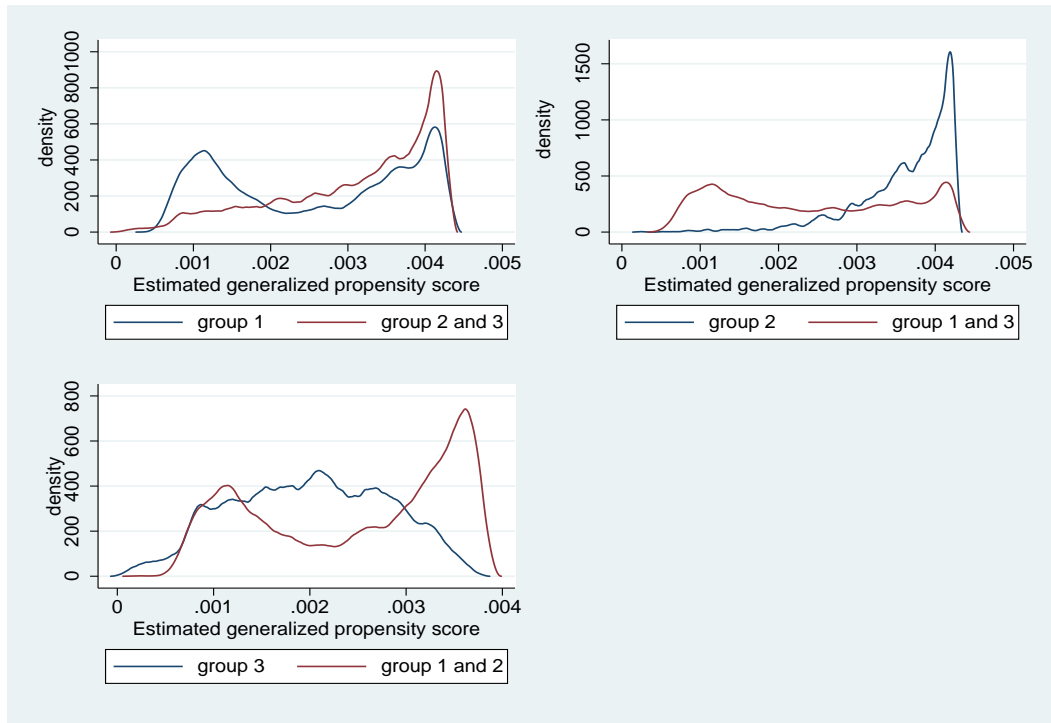 1000
800
600
400
200
0
density
0 .001 .002 .003 .004 .005
Estimated generalized propensity score
group 1 group 2 and 3
1500
1000
500
0
density
0 .001 .002 .003 .004 .005
Estimated generalized propensity score
group 2 group 1 and 3
800
600
400
200
0
density
0 .001 .002 .003 .004
Estimated generalized propensity score
group 3 group 1 and 2